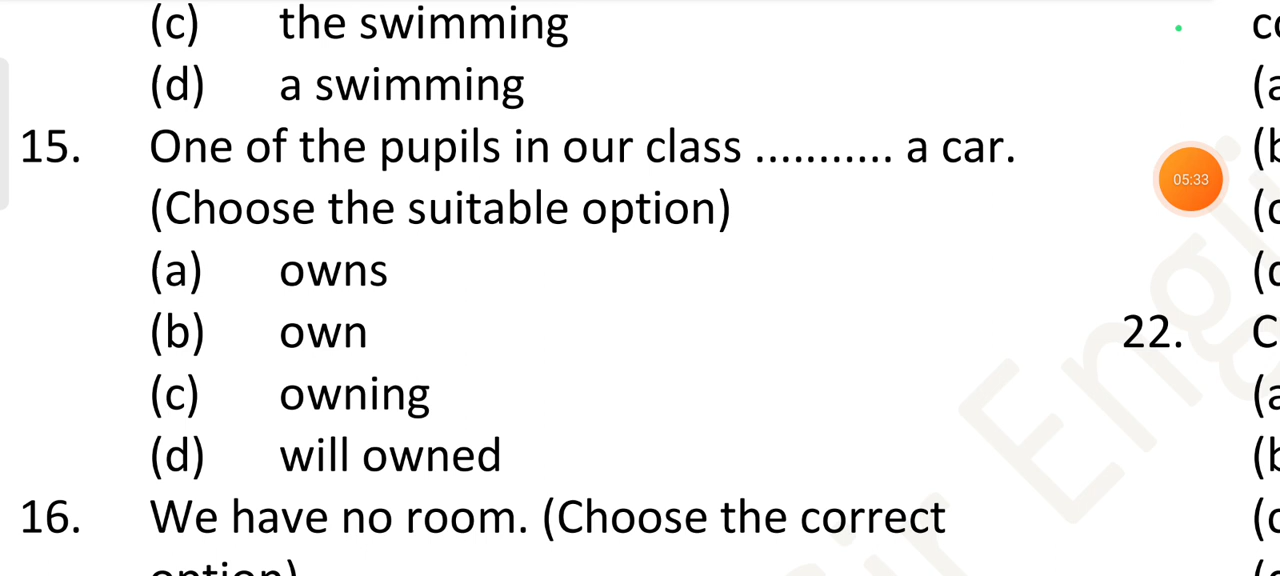 (c) the swimming
(d) a swimming
15. One of the pupils in our class ........... a car.
(Choose the suitable option)
(a) owns
(b) own
(c) owning
(d) will owned
16. We have no room. (Choose the correct
option)
05:33
22.